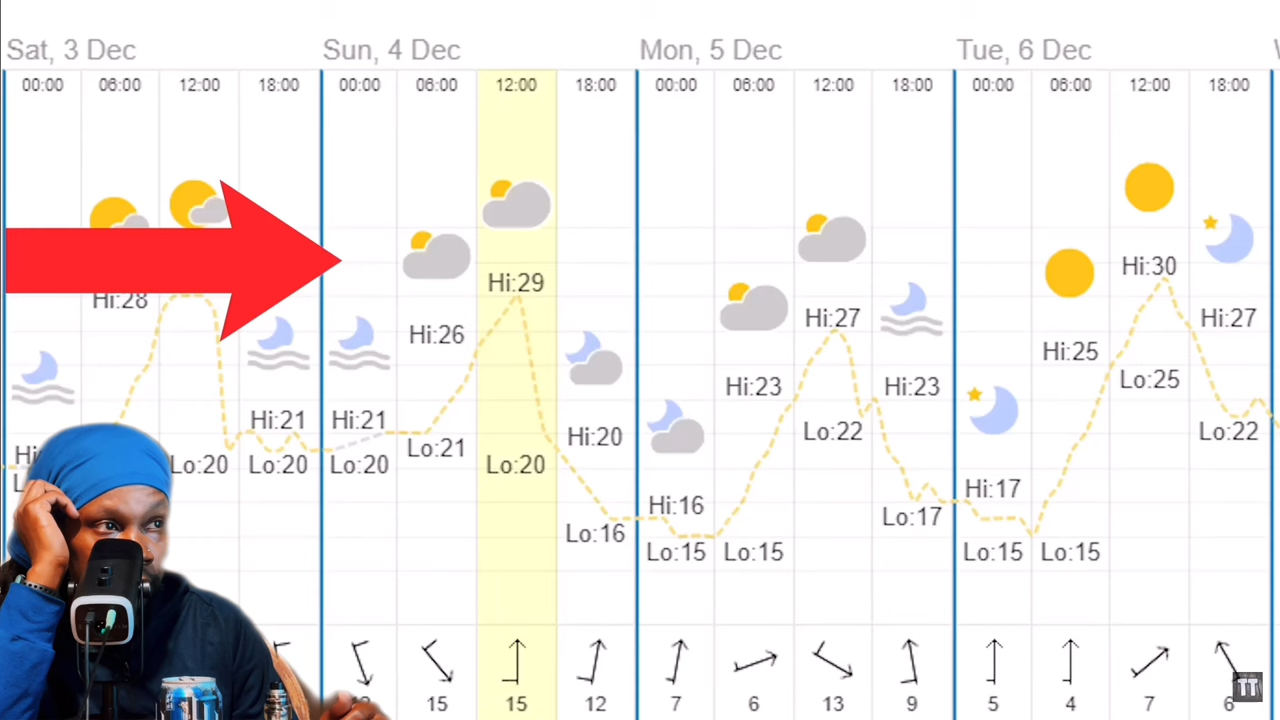 Sat, 3 Dec Sun, 4 Dec Mon, 5 Dec Tue, 6 Dec
00:00 06:00 12:00 18:00 00:00 06:00 12:00 18:00 00:00 06:00 12:00 18:00 00:00 06:00 12:00 18:00
Hi:30
Hi:29
Hi:28
Hi:27 Hi:27
Hi:26
Hi:25
Lo:25
Hi:23 Hi:23
Hi:21 Hi:21
Lo:22 Lo:22
Hi:20
Lo:21
Lo:20 Lo:20 Lo:20 Lo:20
Hi:17
Hi:16
Lo:17
Lo:16
Lo:15 Lo:15 Lo:15 Lo:15
15 15 12 7 6 13 9 5 4 7 6
TT